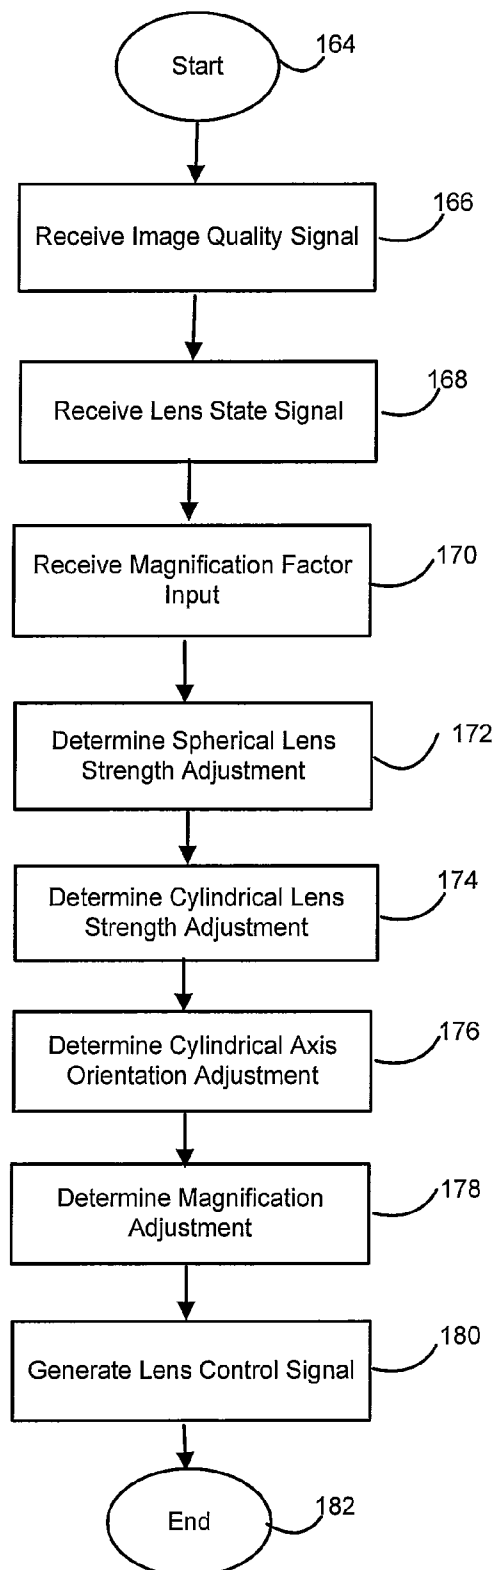 Start
164
Receive Image Quality Signal
166
Receive Lens State Signal
168
Receive Magnification Factor
Input
170
Determine Spherical Lens
Strength Adjustment
172
Determine Cylindrical Lens
Strength Adjustment
174
Determine Cylindrical Axis
Orientation Adjustment
176
Determine Magnification
Adjustment
178
Generate Lens Control Signal
180
End
182